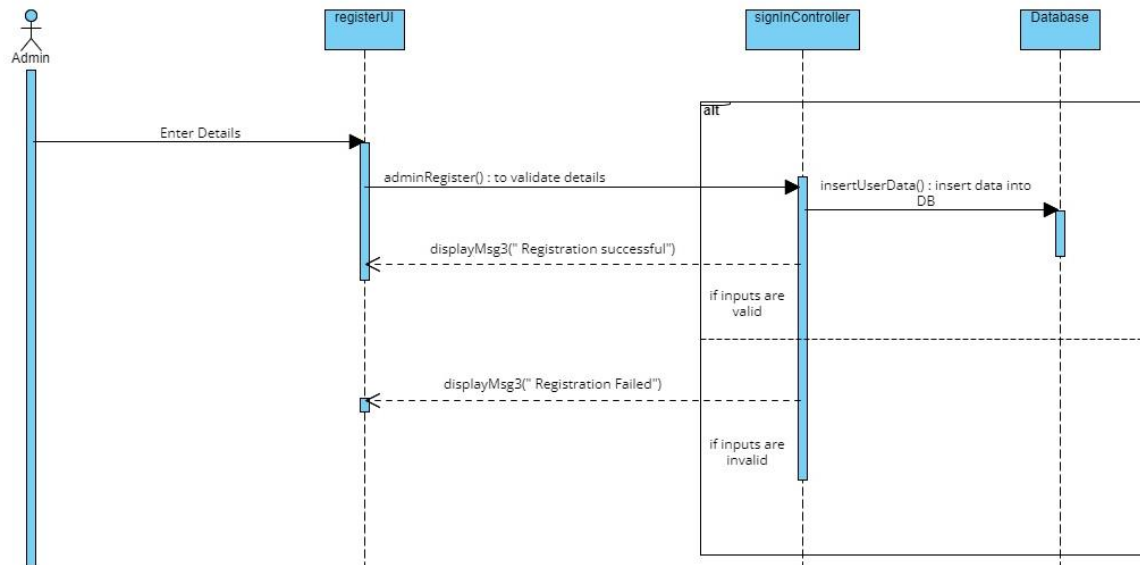 registerUI
signInController
Database
Admin
alt
Enter Details
adminRegister() : to validate details
insertUserData() : insert data into
DB
displayMsg3(" Registration successful")
if inputs are
valid
displayMsg3(" Registration Failed")
if inputs are
invalid